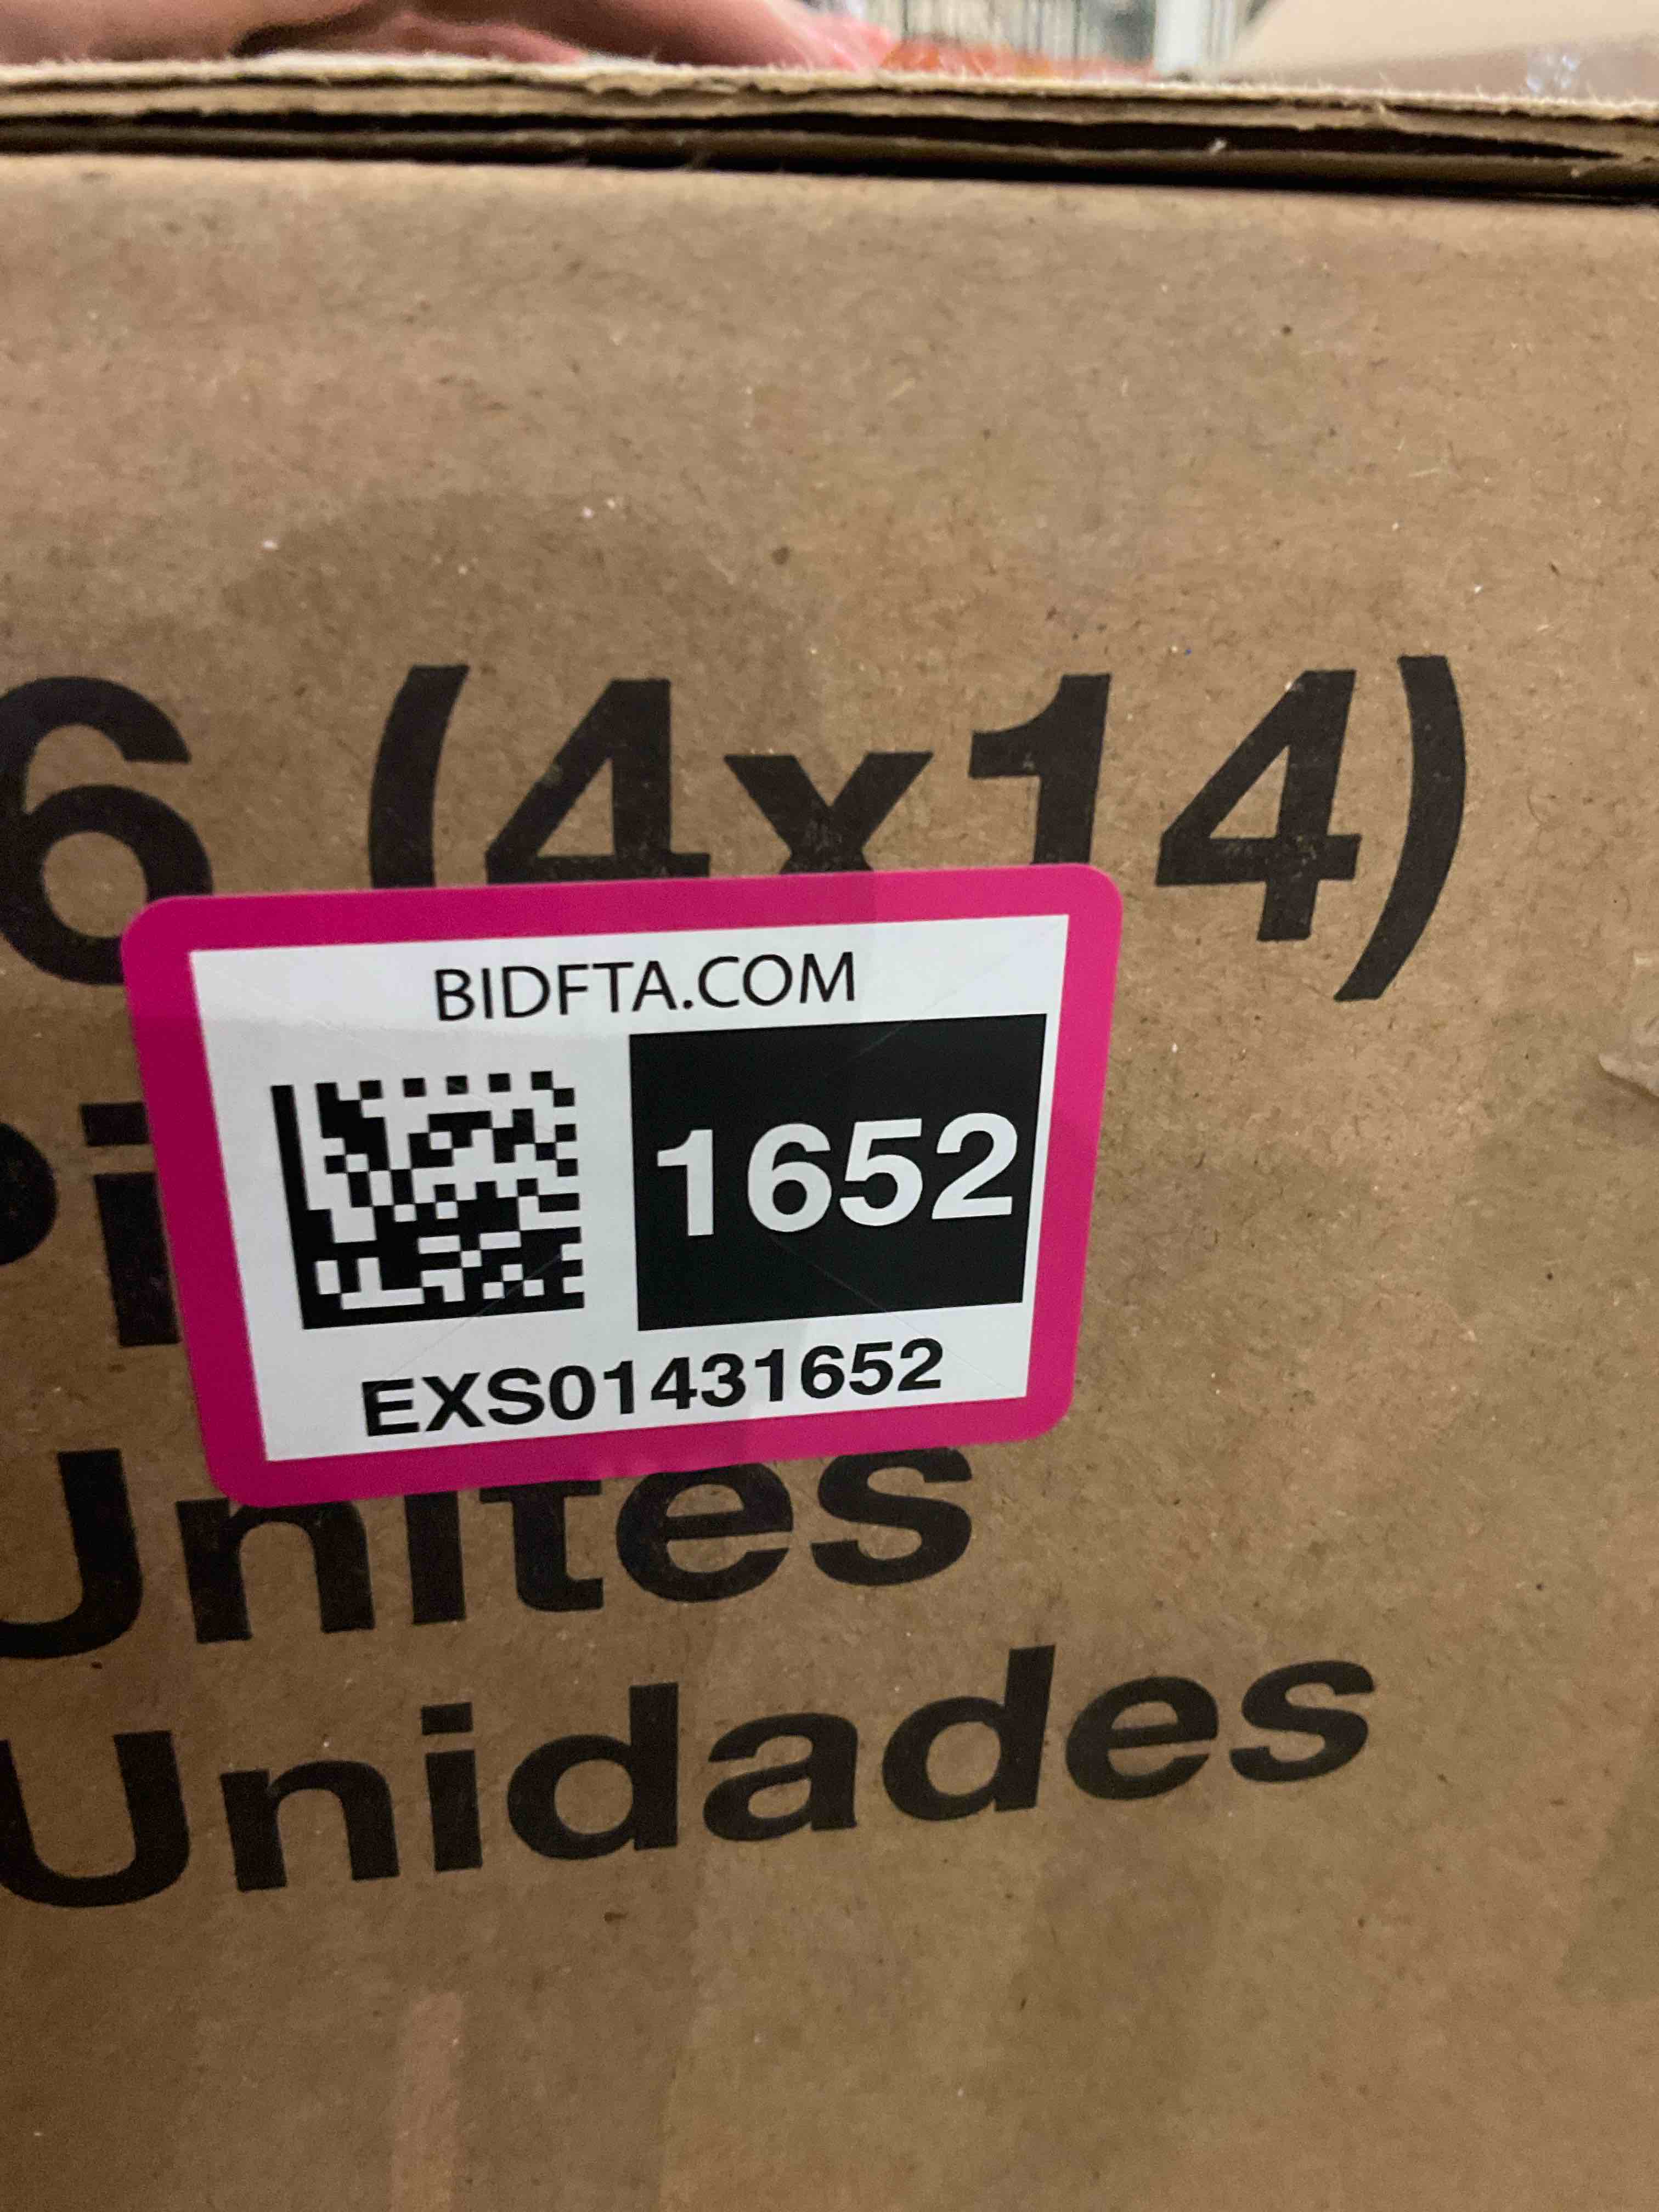 6 (4x14)
BIDFTA.COM
1652
EXS01431652
Unités
Unidades